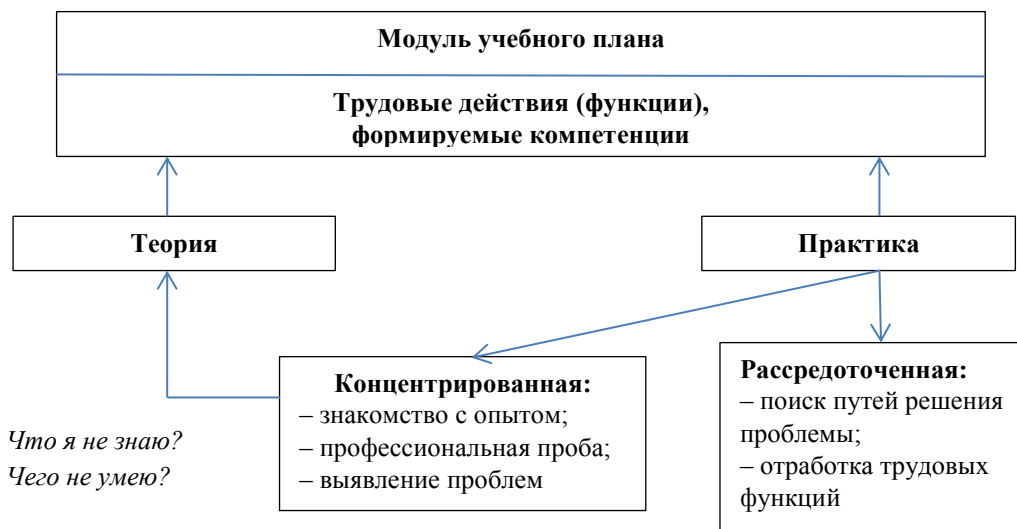 Модуль учебного плана
Трудовые действия (функции),
формируемые компетенции
Теория
Практика
Концентрированная:
– знакомство с опытом;
– профессиональная проба;
– выявление проблем
Рассредоточенная:
– поиск путей решения
проблемы;
– отработка трудовых
функций
Что я не знаю?
Чего не умею?